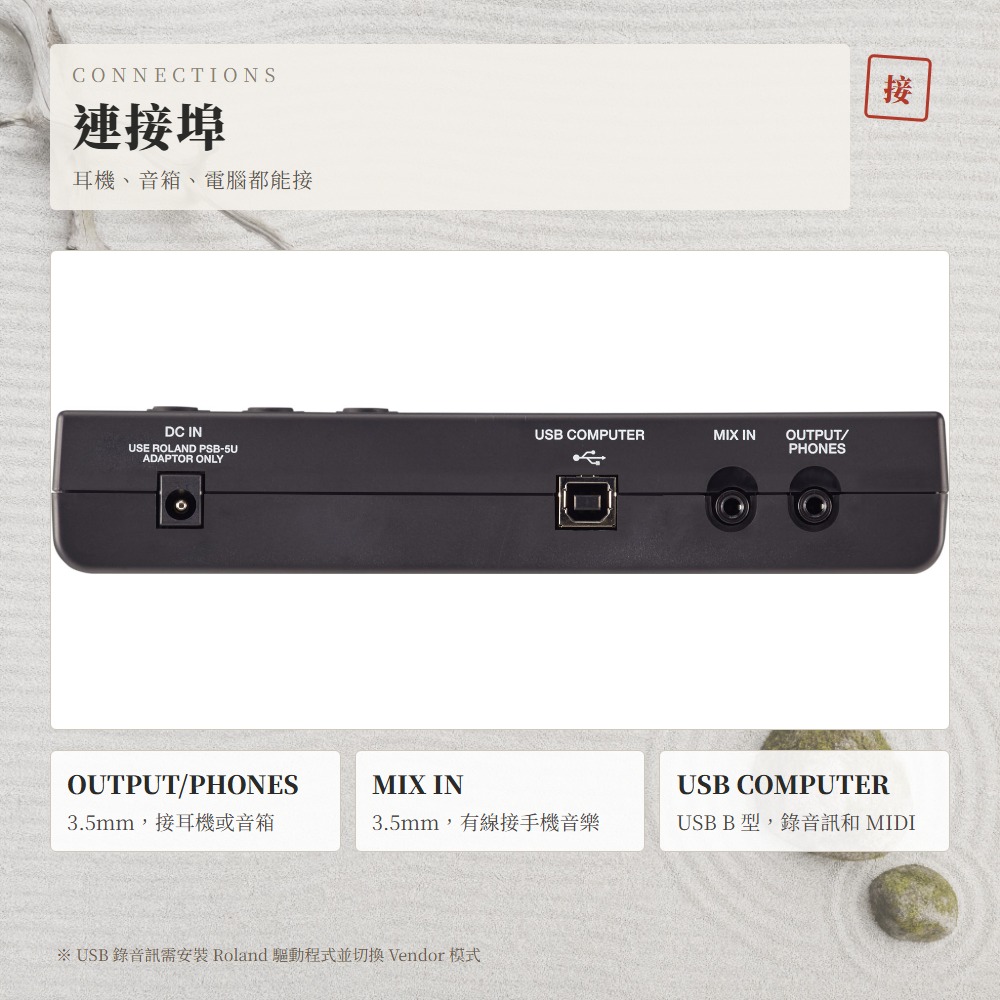 CONNECTIONS
連接埠
耳機、音箱、電腦都能接
接
DC IN
USE ROLAND PSB-5U
ADAPTOR ONLY
USB COMPUTER
MIX IN
OUTPUT/
PHONES
OUTPUT/PHONES
3.5mm，接耳機或音箱
MIX IN
3.5mm，有線接手機音樂
USB COMPUTER
USB B 型，錄音訊和 MIDI
※ USB 錄音訊需安裝 Roland 驅動程式並切換 Vendor 模式